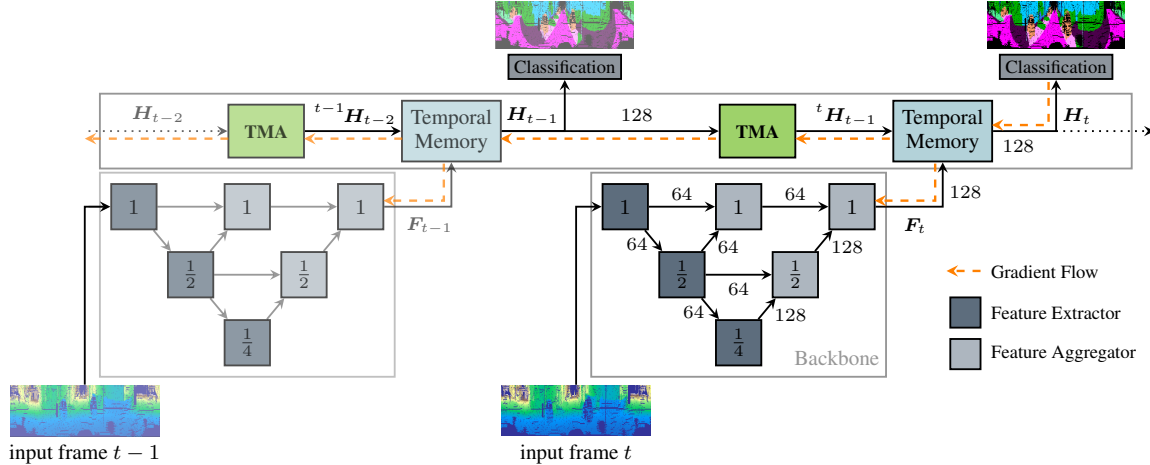 Classification
Classification
H_{t−2}
TMA
^{t−1}H_{t−2}
Temporal
Memory
H_{t−1}
128
TMA
^{t}H_{t−1}
Temporal
Memory
H_t
128
1
1
1
F_{t−1}
1/2
1/2
1/4
1
64
1
64
1
F_t
128
64
64
128
1/2
64
1/2
64
128
1/4
Backbone
Gradient Flow
Feature Extractor
Feature Aggregator
input frame t − 1
input frame t